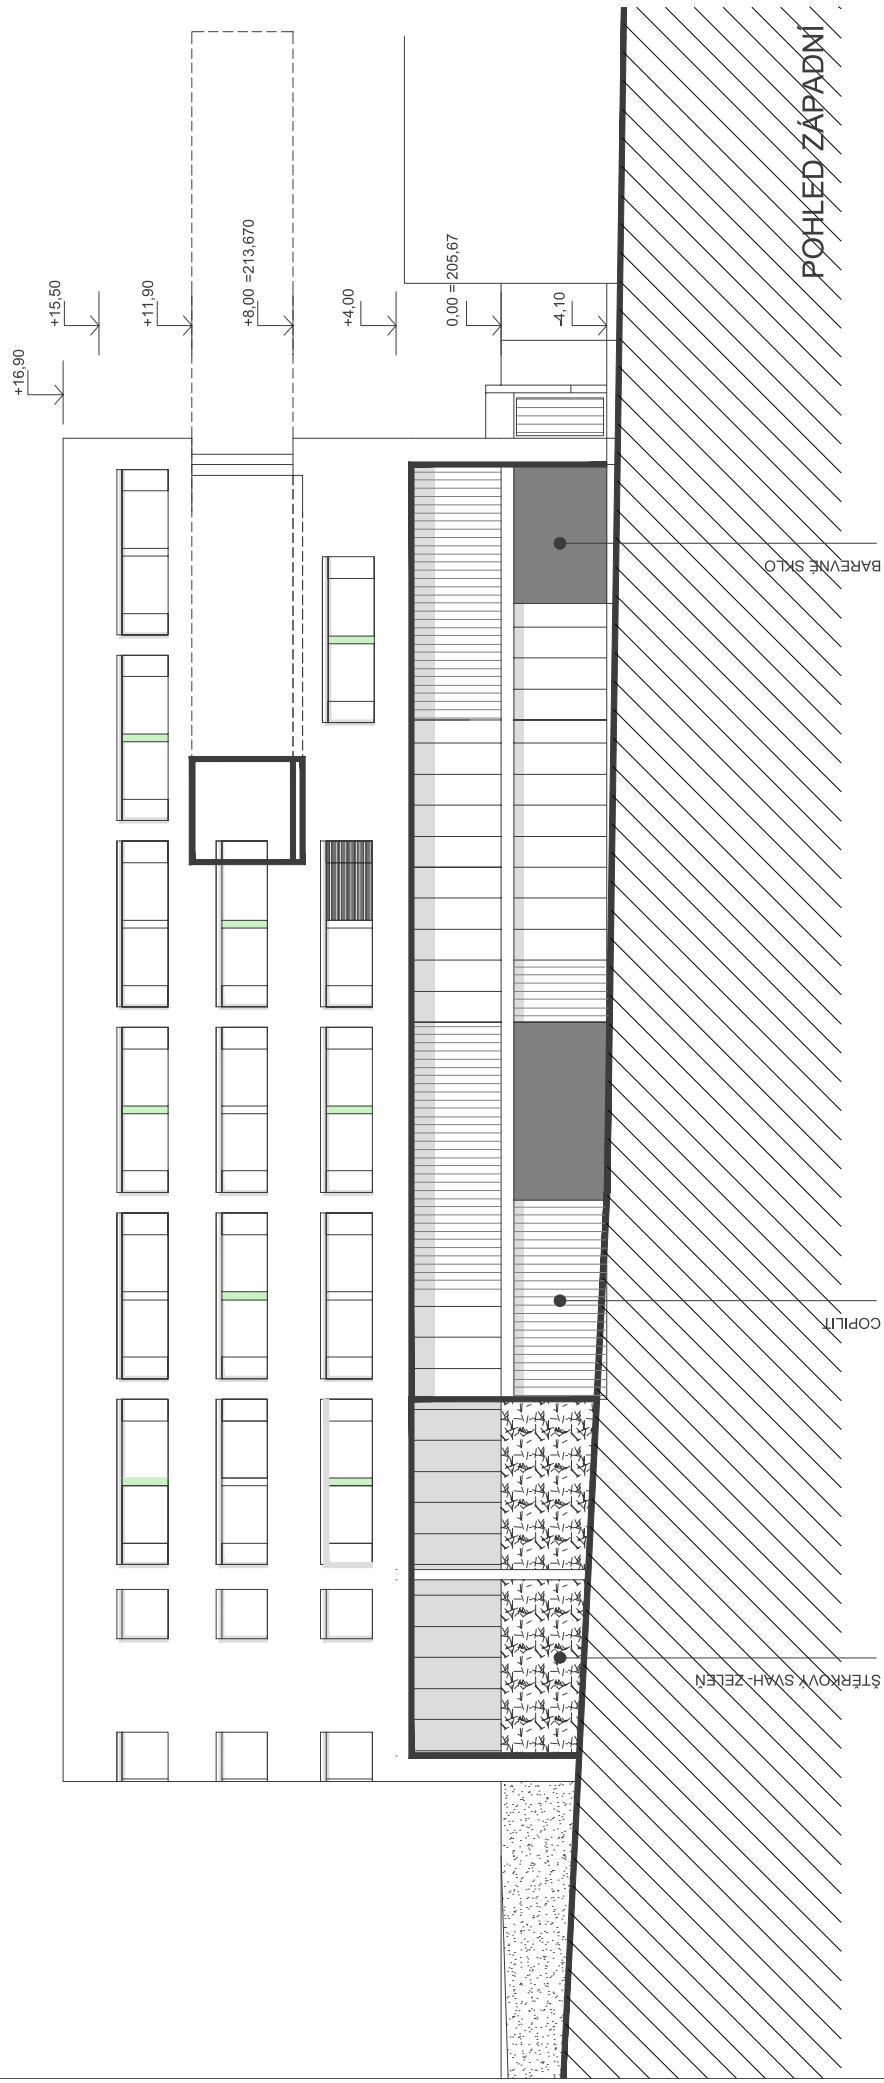 +16,90
+15,50
+11,90
+8,00 =213,670
+4,00
0,00 = 205,67
-4,10
POHLED ZÁPADNÍ
BAREVNÉ SKLO
COPILIT
ŠTĚRKOVÝ SVAH- ZELEŇ